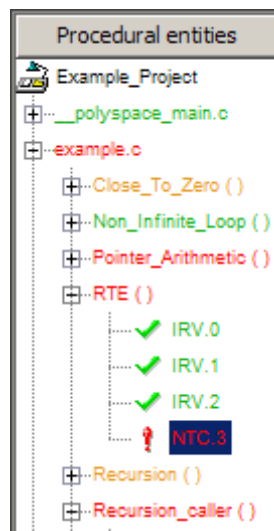 Procedural entities
Example_Project
__polyspace_main.c
example.c
Close_To_Zero ( )
Non_Infinite_Loop ( )
Pointer_Arithmetic ( )
RTE ( )
IRV.0
IRV.1
IRV.2
NTC.3
Recursion ( )
Recursion_caller ( )